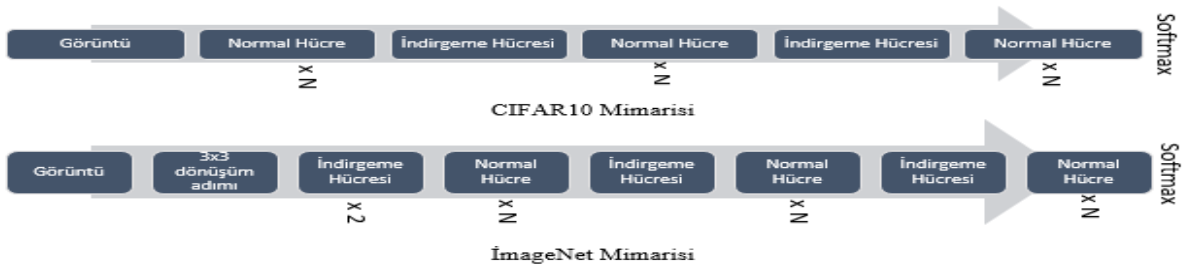 Görüntü
Normal Hücre
x N
İndirgeme Hücresi
Normal Hücre
x N
İndirgeme Hücresi
Normal Hücre
x N
Softmax
CIFAR10 Mimarisi
Görüntü
3x3
dönüşüm
adımı
İndirgeme
Hücresi
x 2
Normal
Hücre
x N
İndirgeme
Hücresi
Normal
Hücre
x N
İndirgeme
Hücresi
Normal
Hücre
x N
Softmax
İmageNet Mimarisi